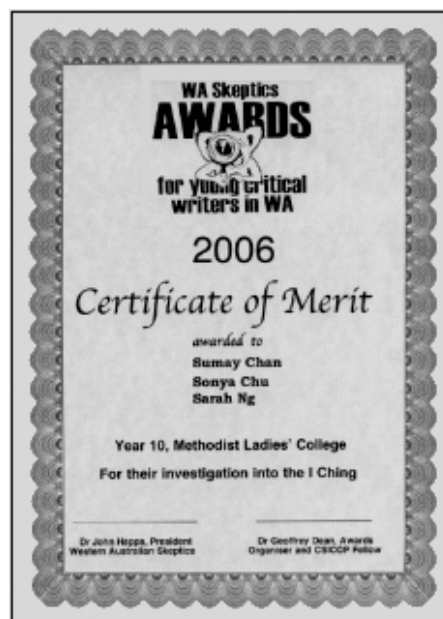 WA Skeptics
AWARDS
for young critical
writers in WA
2006
Certificate of Merit
awarded to
Sumay Chan
Sonya Chu
Sarah Ng
Year 10, Methodist Ladies' College
For their investigation into the I Ching
Dr John Happs, President
Western Australian Skeptics
Dr Geoffrey Dean, Awards
Organiser and CSICOP Fellow